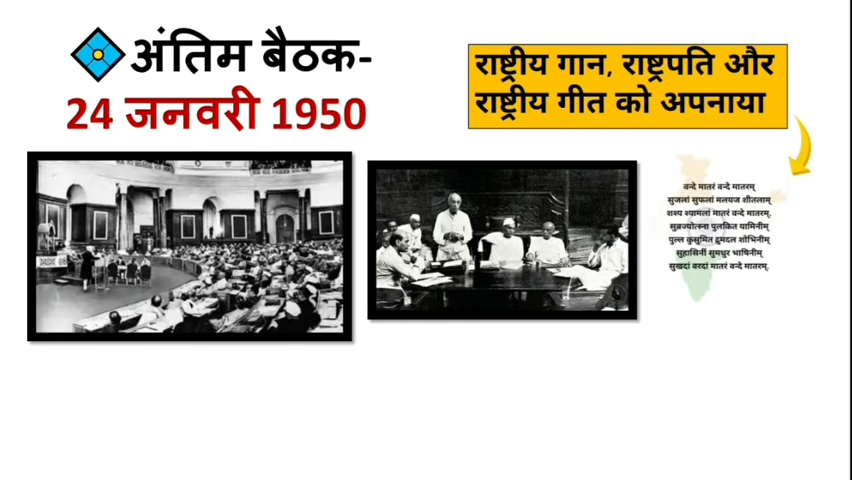 अंतिम बैठक-
24 जनवरी 1950
राष्ट्रीय गान, राष्ट्रपति और
राष्ट्रीय गीत को अपनाया
वन्दे मातरं वन्दे मातरम्
सुजलां सुफलां मलयज शीतलाम्
शश्य श्यामलां मातरं वन्दे मातरम्.
सुब्रज्योत्स्ना पुलकित यामिनीम्
पुल्ल कुसुमित द्रुमदल शोभिनीम्
सुहासिनीं सुमधुर भाषिनीम्
सुखदां वरदां मातरं वन्दे मातरम्.